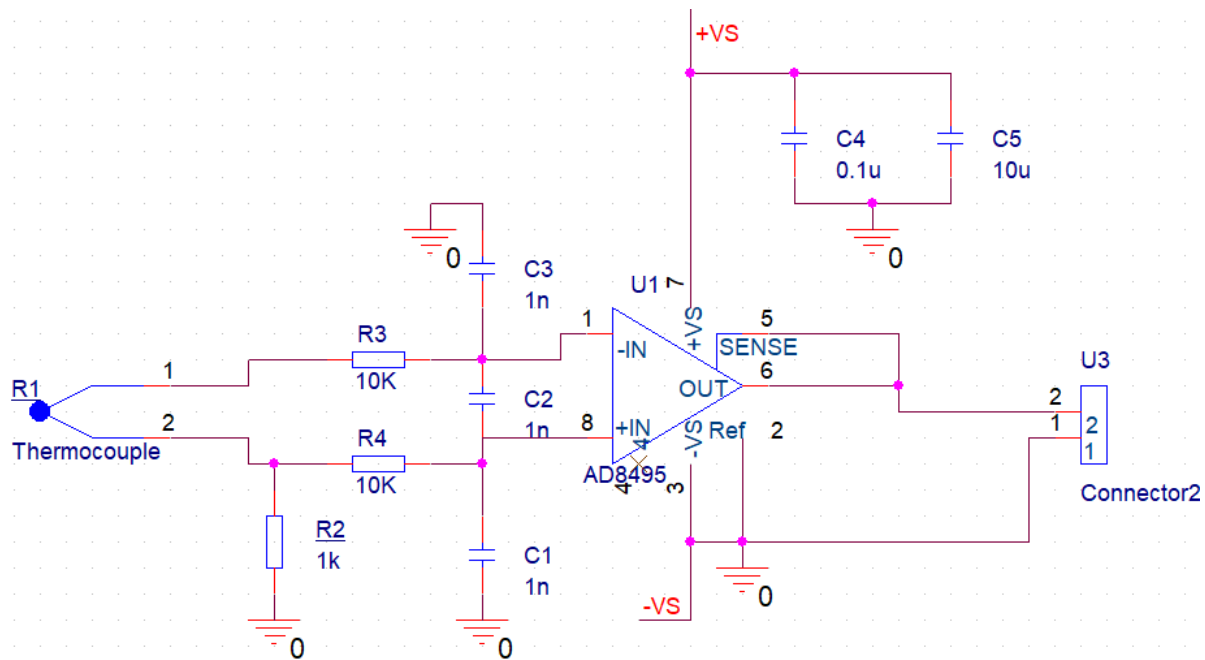 +VS
C4
0.1u
C5
10u
0
0
C3
1n
U1
7
1
-IN
+VS
5
SENSE
R3
10K
R1
1
2
Thermocouple
C2
1n
8
+IN
OUT
6
4
-VS
Ref
2
AD8495
4
3
R4
10K
U3
2
1
2
1
Connector2
R2
1k
C1
1n
-VS
0
0
0